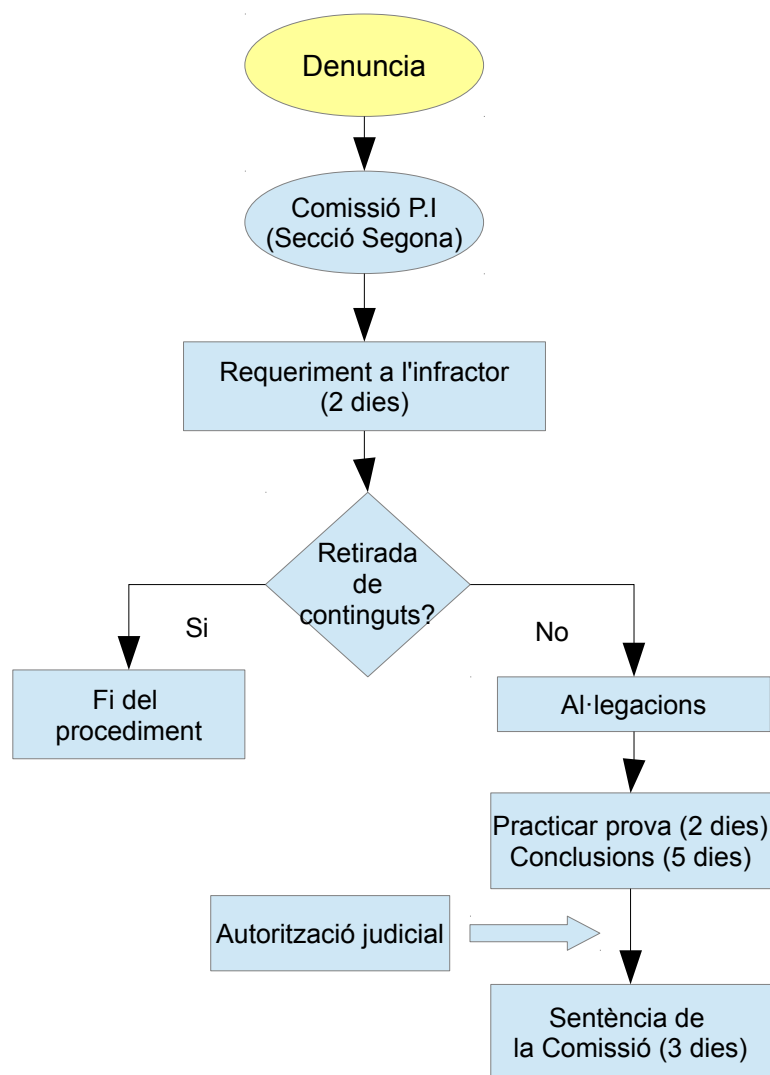 Denuncia
Comissió P.I
(Secció Segona)
Requeriment a l'infractor
(2 dies)
Retirada
de
continguts?
Si
No
Fi del
procediment
Al·legacions
Practicar prova (2 dies)
Conclusions (5 dies)
Autorització judicial
Sentència de
la Comissió (3 dies)